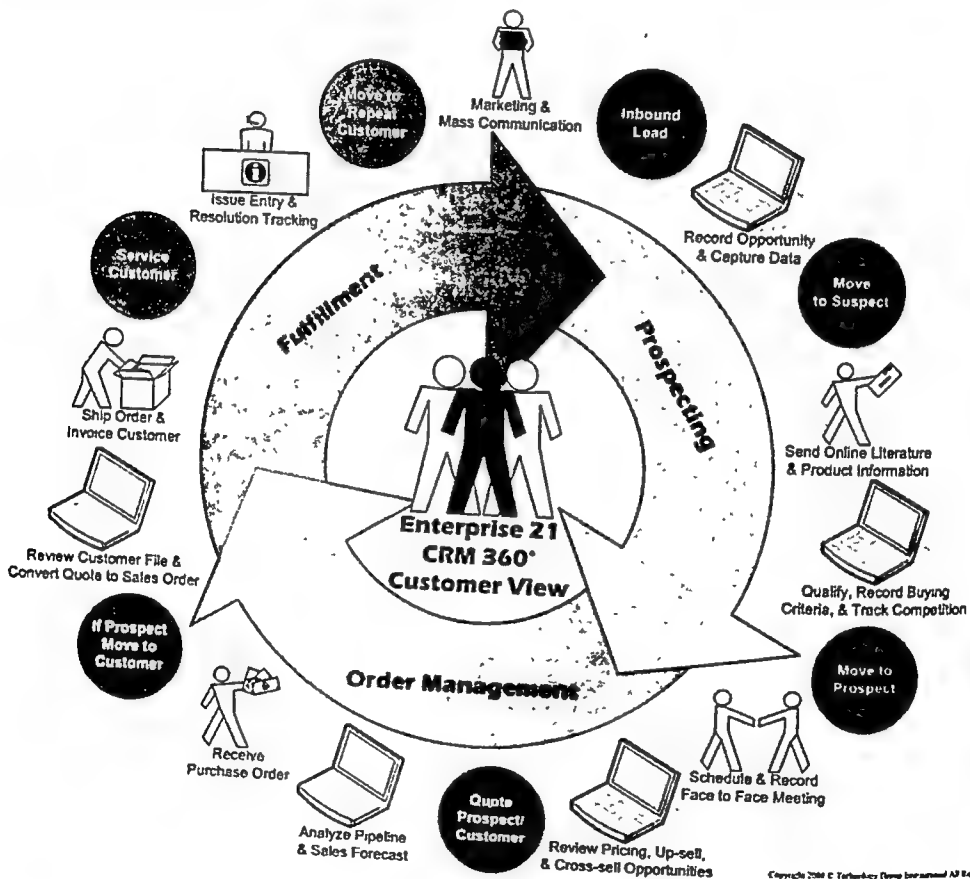 Marketing &
Mass Communication
Inbound
Lead
Record Opportunity
& Capture Data
Move
to Suspect
Send Online Literature
& Product Information
Qualify, Record Buying
Criteria, & Track Competition
Move to
Prospect
Schedule & Record
Face to Face Meeting
Review Pricing, Up-sell,
& Cross-sell Opportunities
Quote
Prospect/
Customer
Analyze Pipeline
& Sales Forecast
Receive
Purchase Order
If Prospect
Move to
Customer
Review Customer File &
Convert Quote to Sales Order
Ship Order &
Invoice Customer
Service
Customer
Issue Entry &
Resolution Tracking
Move to
Repeat
Customer
Fulfillment
Prospecting
Order Management
Enterprise 21
CRM 360°
Customer View
Copyright